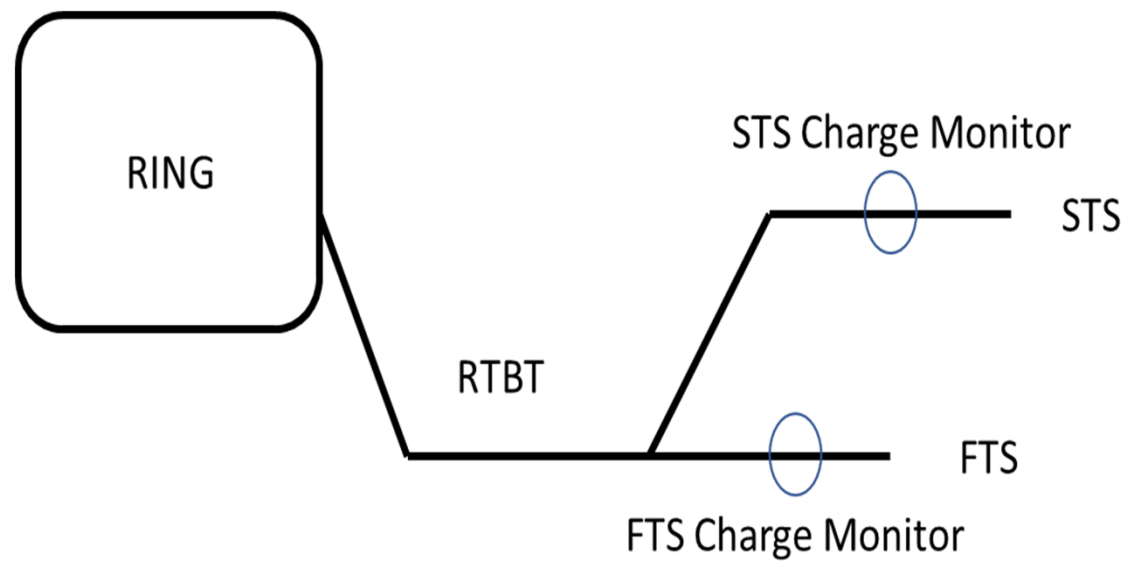 RING
STS Charge Monitor
STS
RTBT
FTS
FTS Charge Monitor